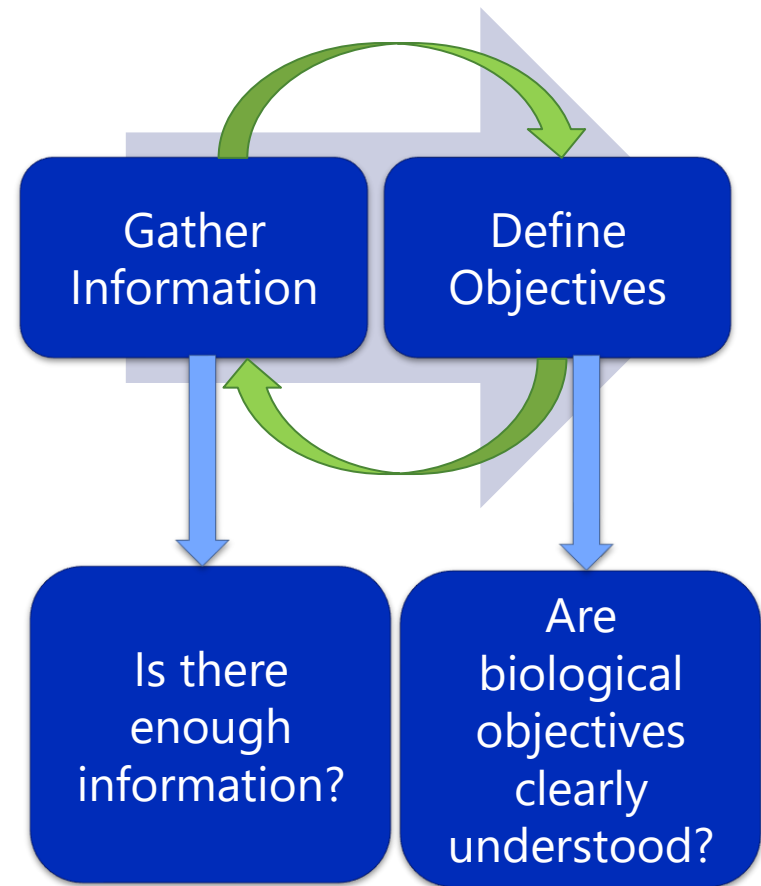 Gather
Information
Define
Objectives
Is there
enough
information?
Are
biological
objectives
clearly
understood?